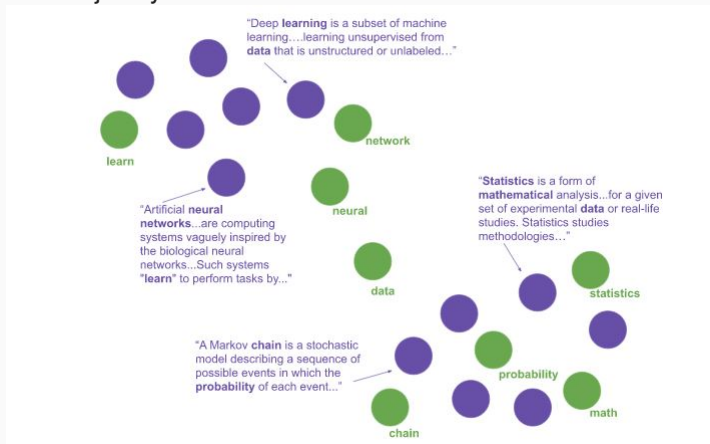 "Deep learning is a subset of machine
learning....learning unsupervised from
data that is unstructured or unlabeled..."
network
learn
"Artificial neural
networks...are computing
systems vaguely inspired by
the biological neural
networks...Such systems
"learn" to perform tasks by..."
neural
"Statistics is a form of
mathematical analysis...for a given
set of experimental data or real-life
studies. Statistics studies
methodologies..."
data
statistics
"A Markov chain is a stochastic
model describing a sequence of
possible events in which the
probability of each event..."
probability
math
chain